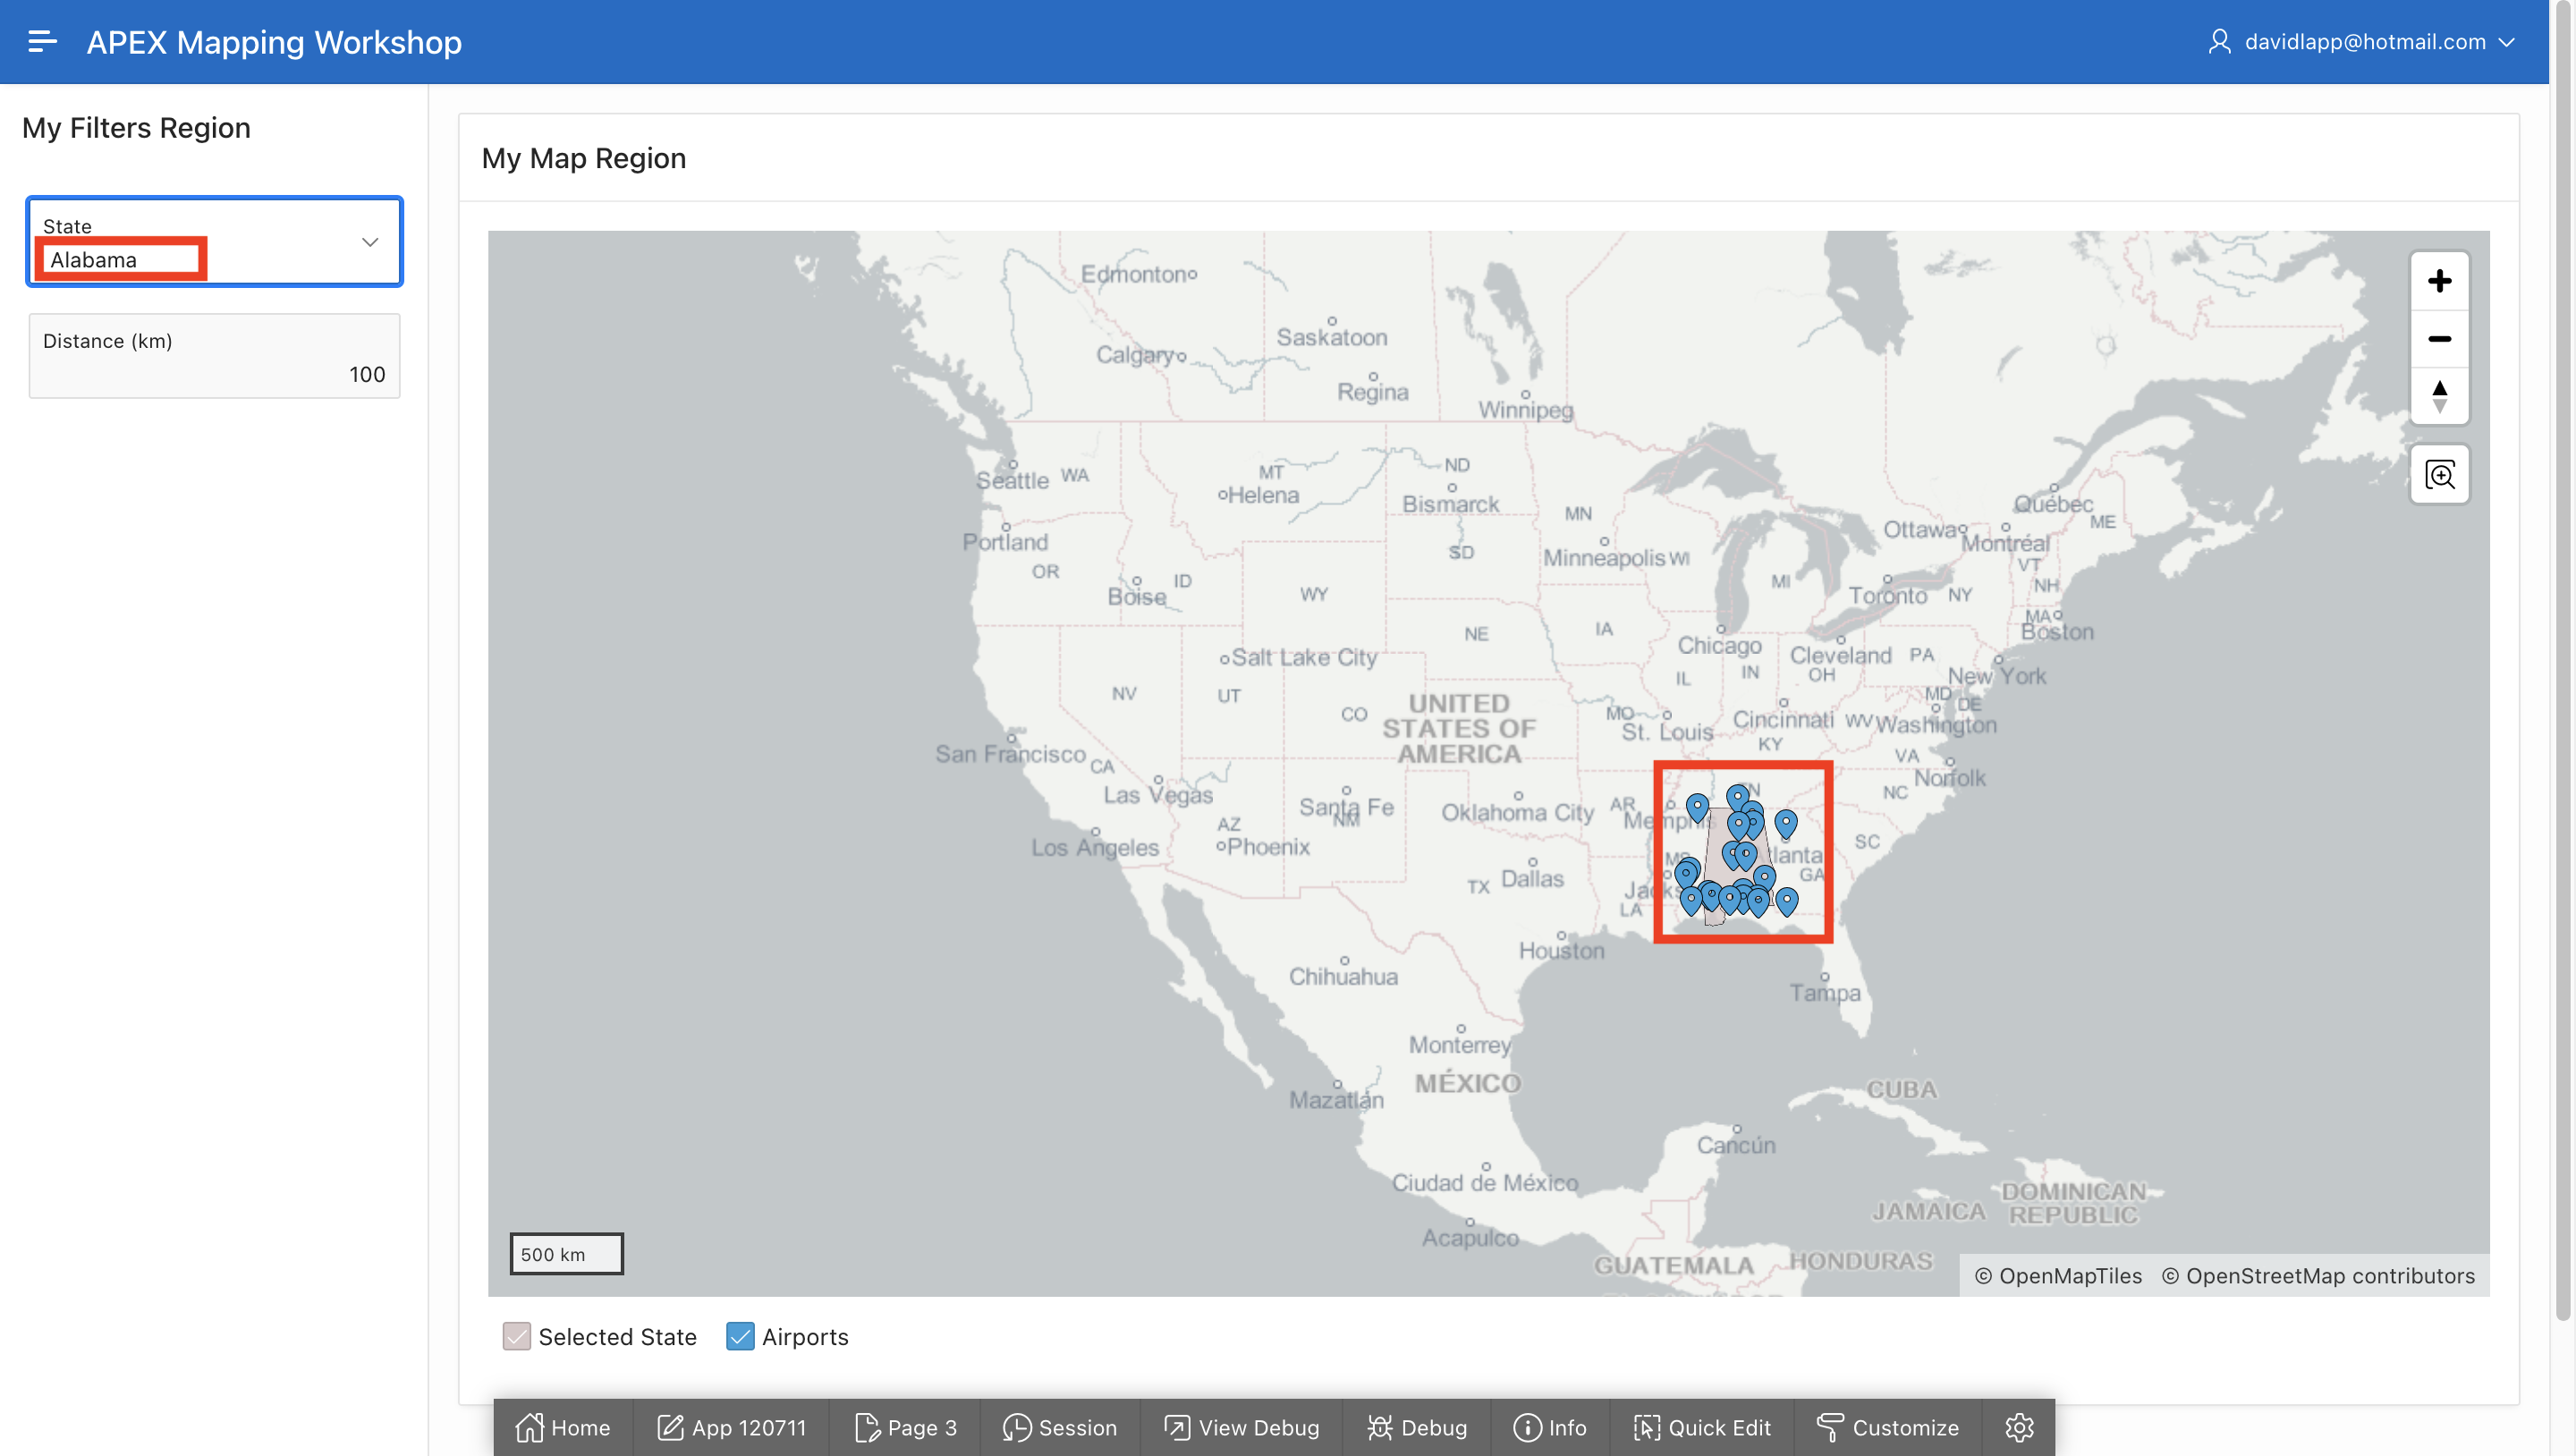 APEX Mapping Workshop
davidlapp@hotmail.com
My Filters Region
State
Alabama
Distance (km)
100
My Map Region
Edmonton
Saskatoon
Calgary
Regina
Winnipeg
Seattle WA
MT
Helena
ND
Bismarck
MN
Québec
ME
Ottawa
Montréal
Portland
OR
ID
Boise
SD
Minneapolis WI
VT
NH
WY
MI
Toronto NY
MA
Boston
NE
IA
Chicago
Cleveland PA
Salt Lake City
IL
IN
OH
New York
NV
UT
CO
UNITED
STATES OF
AMERICA
MD
DE
MO
St. Louis
Cincinnati WV Washington
KY
San Francisco
CA
VA
Norfolk
Las Vegas
Santa Fe
NM
Oklahoma City
AR
NC
Los Angeles
AZ
Phoenix
SC
TX
Dallas
GA
LA
Houston
Chihuahua
Tampa
Monterrey
MÉXICO
Mazatlán
CUBA
Cancún
Ciudad de México
Acapulco
JAMAICA
DOMINICAN
REPUBLIC
GUATEMALA
HONDURAS
500 km
© OpenMapTiles © OpenStreetMap contributors
Selected State Airports
Home App 120711 Page 3 Session View Debug Debug Info Quick Edit Customize